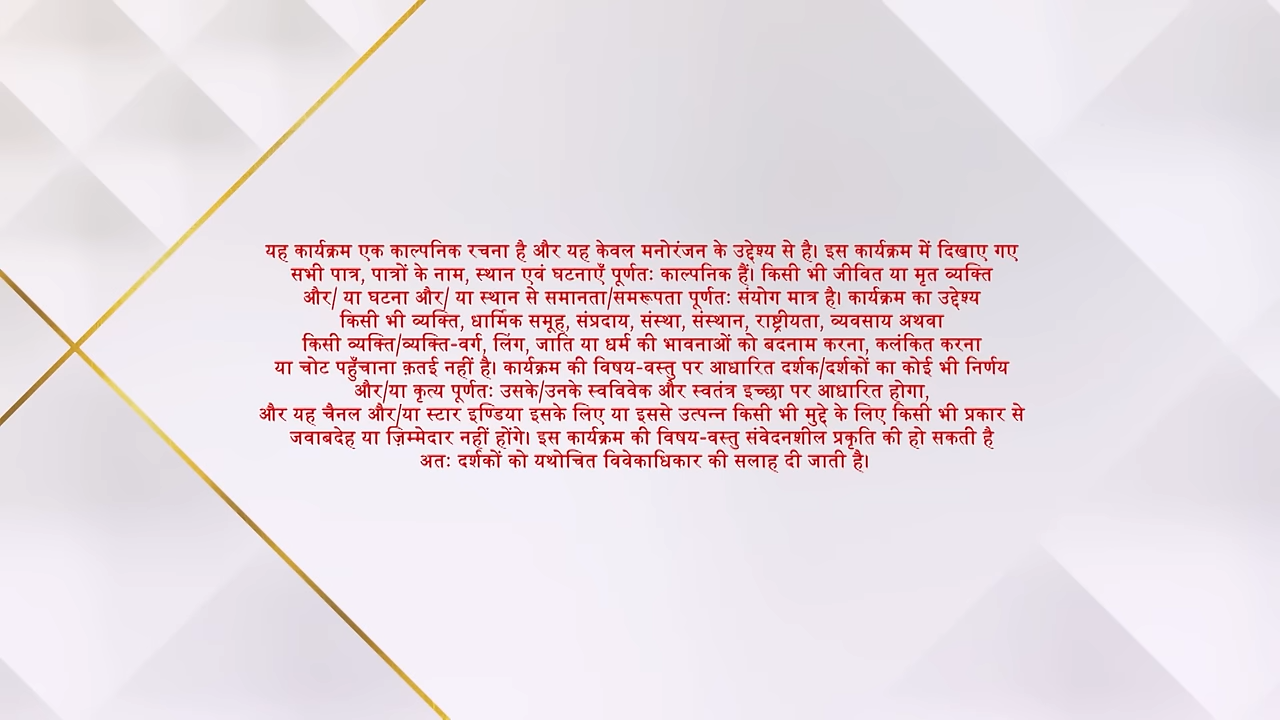 यह कार्यक्रम एक काल्पनिक रचना है और यह केवल मनोरंजन के उद्देश्य से है। इस कार्यक्रम में दिखाए गए
सभी पात्र, पात्रों के नाम, स्थान एवं घटनाएँ पूर्णतः काल्पनिक हैं। किसी भी जीवित या मृत व्यक्ति
और/ या घटना और/ या स्थान से समानता/समरूपता पूर्णतः संयोग मात्र है। कार्यक्रम का उद्देश्य
किसी भी व्यक्ति, धार्मिक समूह, संप्रदाय, संस्था, संस्थान, राष्ट्रीयता, व्यवसाय अथवा
किसी व्यक्ति/व्यक्ति-वर्ग, लिंग, जाति या धर्म की भावनाओं को बदनाम करना, कलंकित करना
या चोट पहुँचाना क़तई नहीं है। कार्यक्रम की विषय-वस्तु पर आधारित दर्शक/दर्शकों का कोई भी निर्णय
और/या कृत्य पूर्णतः उसके/उनके स्वविवेक और स्वतंत्र इच्छा पर आधारित होगा,
और यह चैनल और/या स्टार इण्डिया इसके लिए या इससे उत्पन्न किसी भी मुद्दे के लिए किसी भी प्रकार से
जवाबदेह या ज़िम्मेदार नहीं होंगे। इस कार्यक्रम की विषय-वस्तु संवेदनशील प्रकृति की हो सकती है
अतः दर्शकों को यथोचित विवेकाधिकार की सलाह दी जाती है।